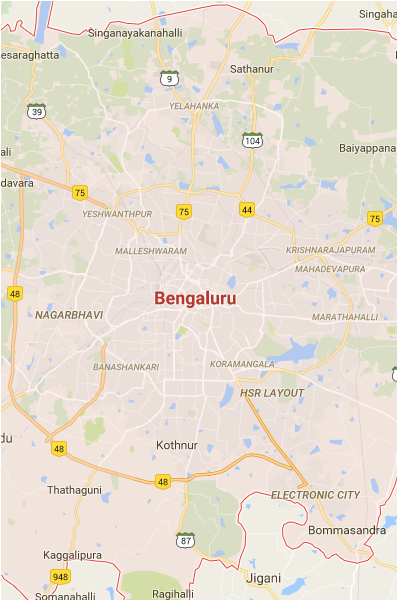 Singanayakanahalli
Singaha
esaraghatta
9
Sathanur
39
YELAHANKA
104
Baiyappana
ali
davara
75
YESHWANTHPUR
75
44
75
MALLESHWARAM
KRISHNARAJAPURAM
MAHADEVAPURA
48
Bengaluru
NAGARBHAVI
MARATHAHALLI
BANASHANKARI
KORAMANGALA
HSR LAYOUT
du
48
Kothnur
48
Thathaguni
ELECTRONIC CITY
87
Bommasandra
Kaggalipura
948
Jigani
Somanahalli
Ragihalli